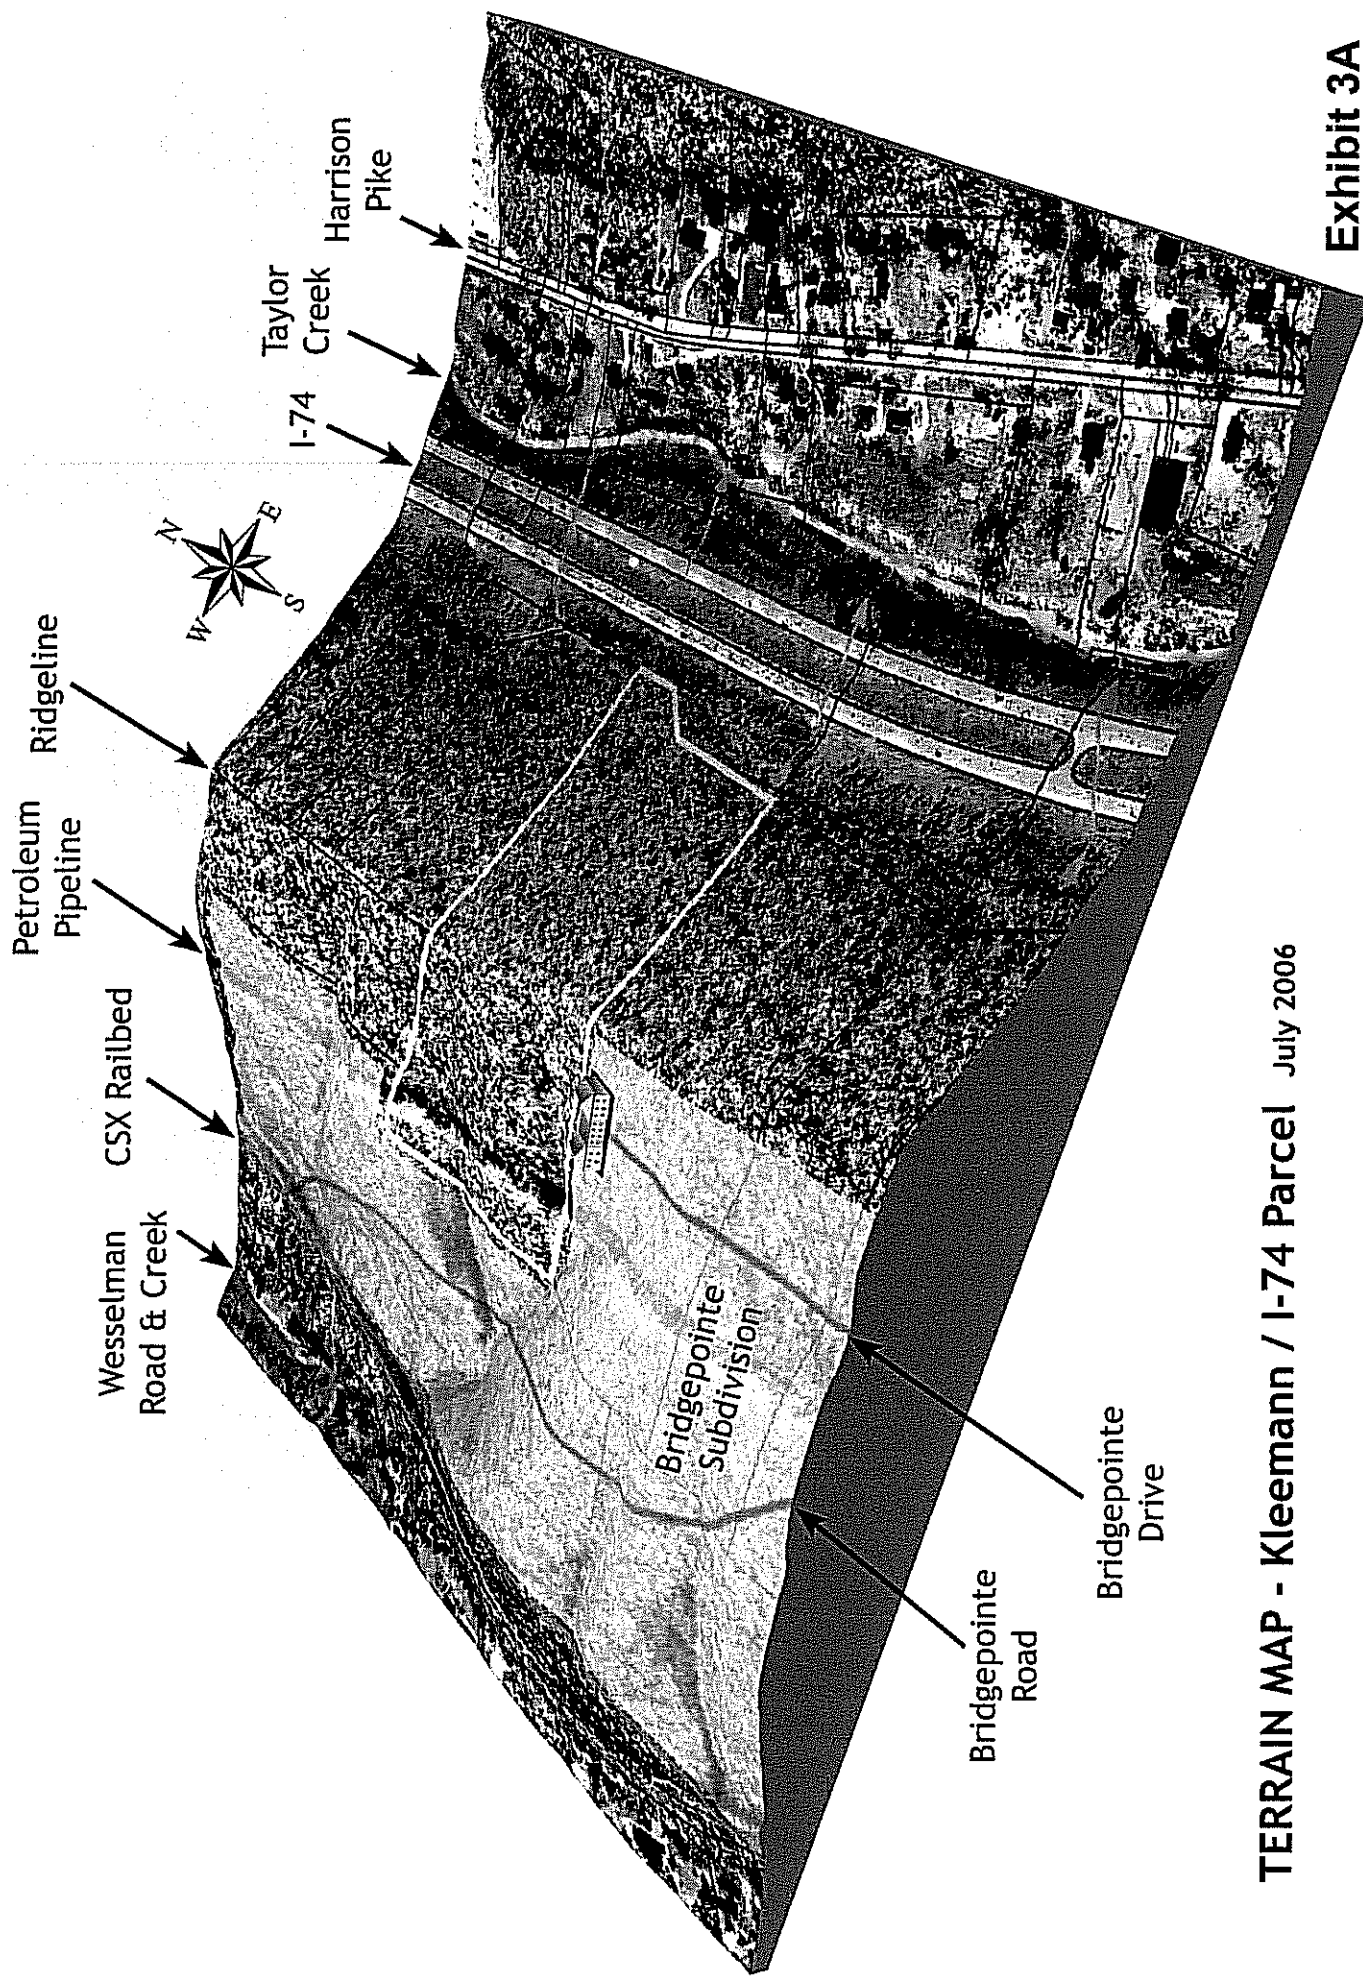 Wesselman
Road & Creek
CSX Railbed
Petroleum
Pipeline
Ridgeline
N
E
S
W
I-74
Taylor
Creek
Harrison
Pike
Bridgepointe
Subdivision
Bridgepointe
Road
Bridgepointe
Drive
TERRAIN MAP - Kleemann / I-74 Parcel July 2006
Exhibit 3A